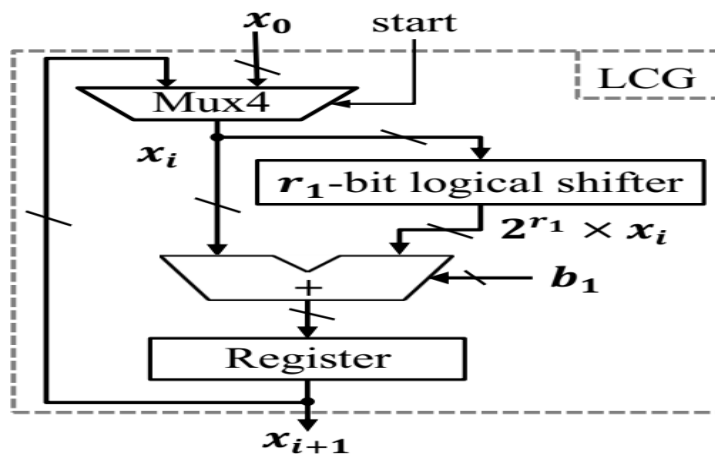 x₀
start
LCG
Mux4
xᵢ
r₁-bit logical shifter
2^{r₁} × xᵢ
+
b₁
Register
xᵢ₊₁